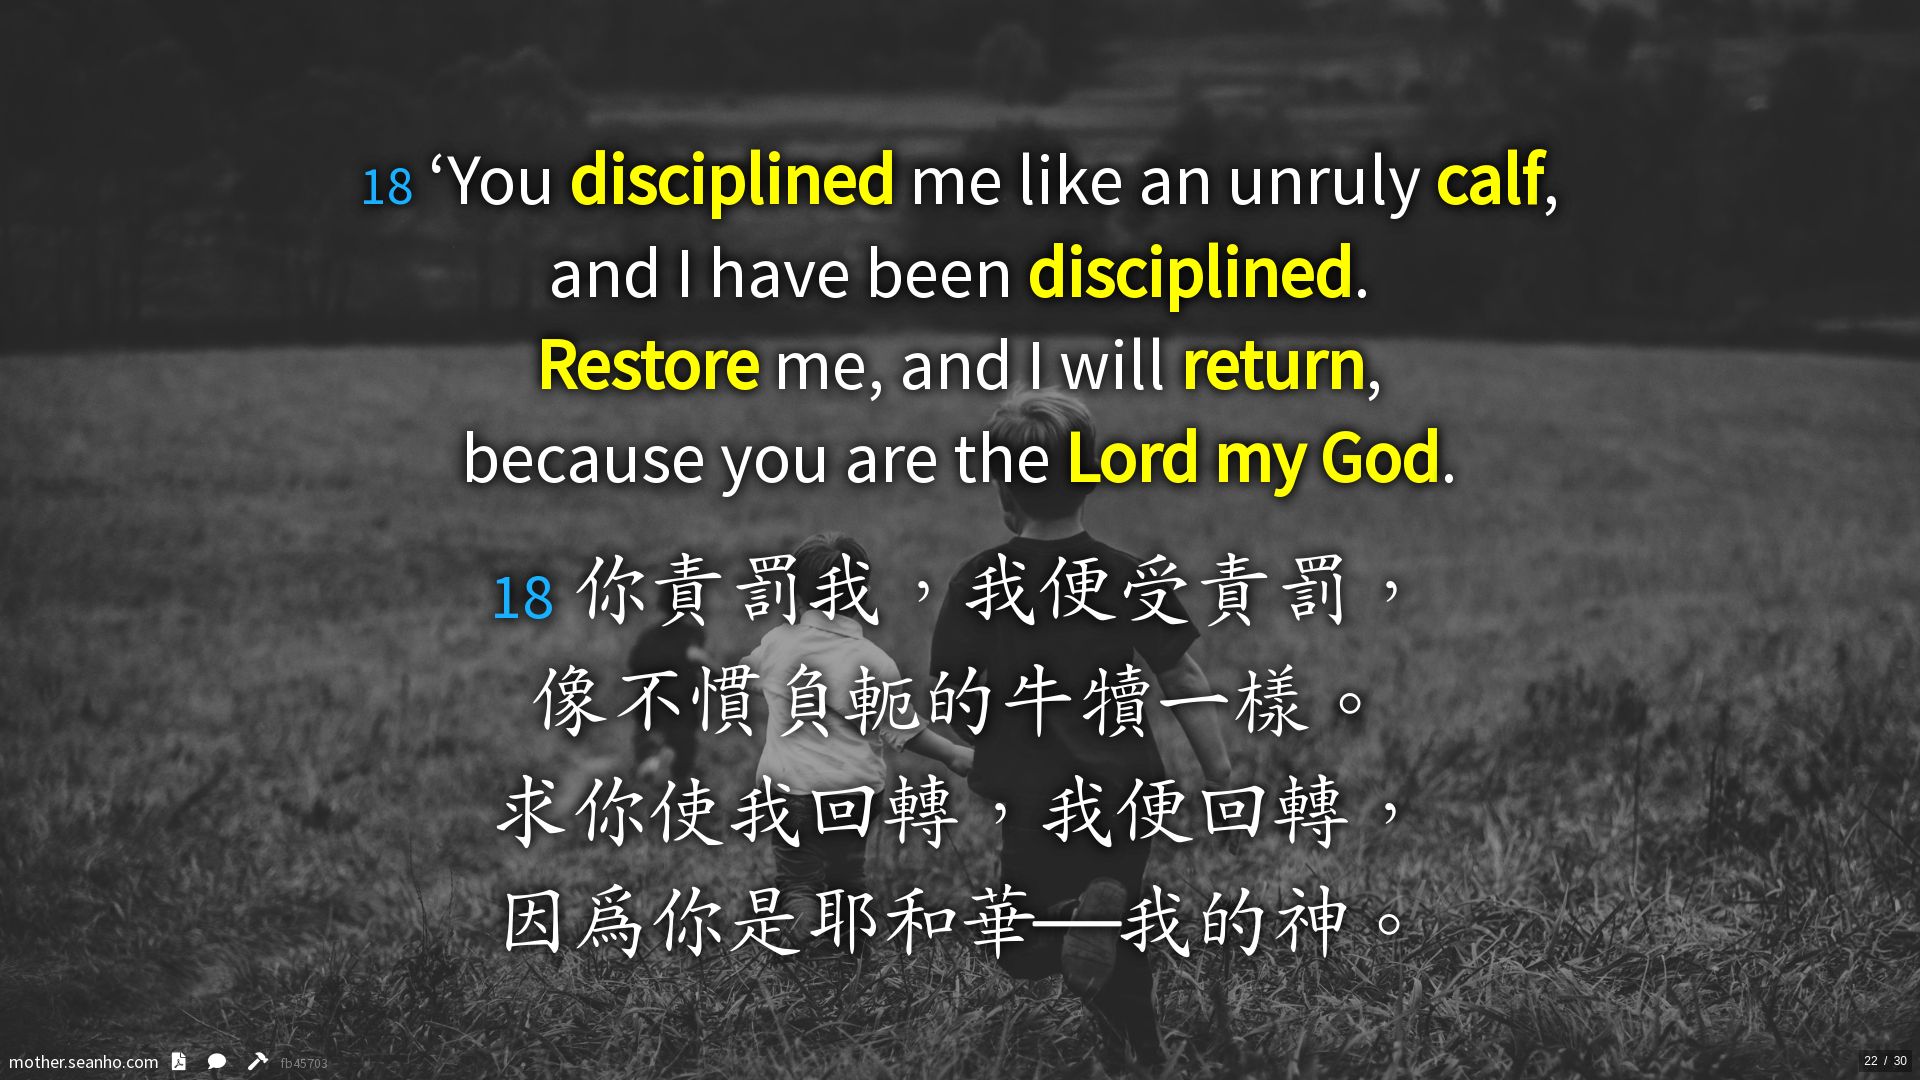 18 ‘You disciplined me like an unruly calf,
and I have been disciplined.
Restore me, and I will return,
because you are the Lord my God.
18 你責罰我，我便受責罰，
像不慣負軛的牛犢一樣。
求你使我回轉，我便回轉，
因爲你是耶和華──我的神。
mother.seanho.com fb45703
22 / 30